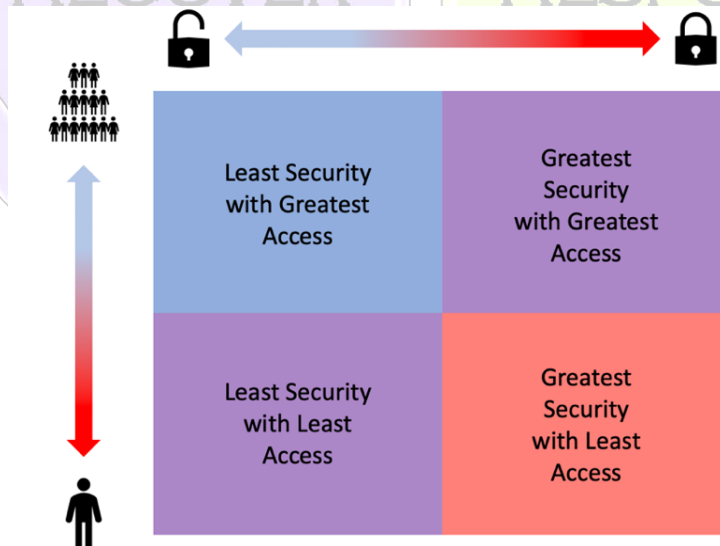 Least Security
with Greatest
Access
Greatest
Security
with Greatest
Access
Least Security
with Least
Access
Greatest
Security
with Least
Access